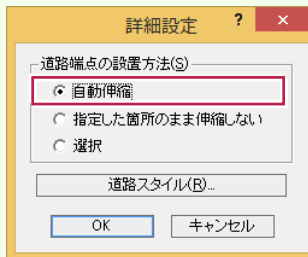 詳細設定 ?
道路端点の設置方法(S)
自動伸縮
指定した箇所のまま伸縮しない
選択
道路スタイル(R)...
OK キャンセル